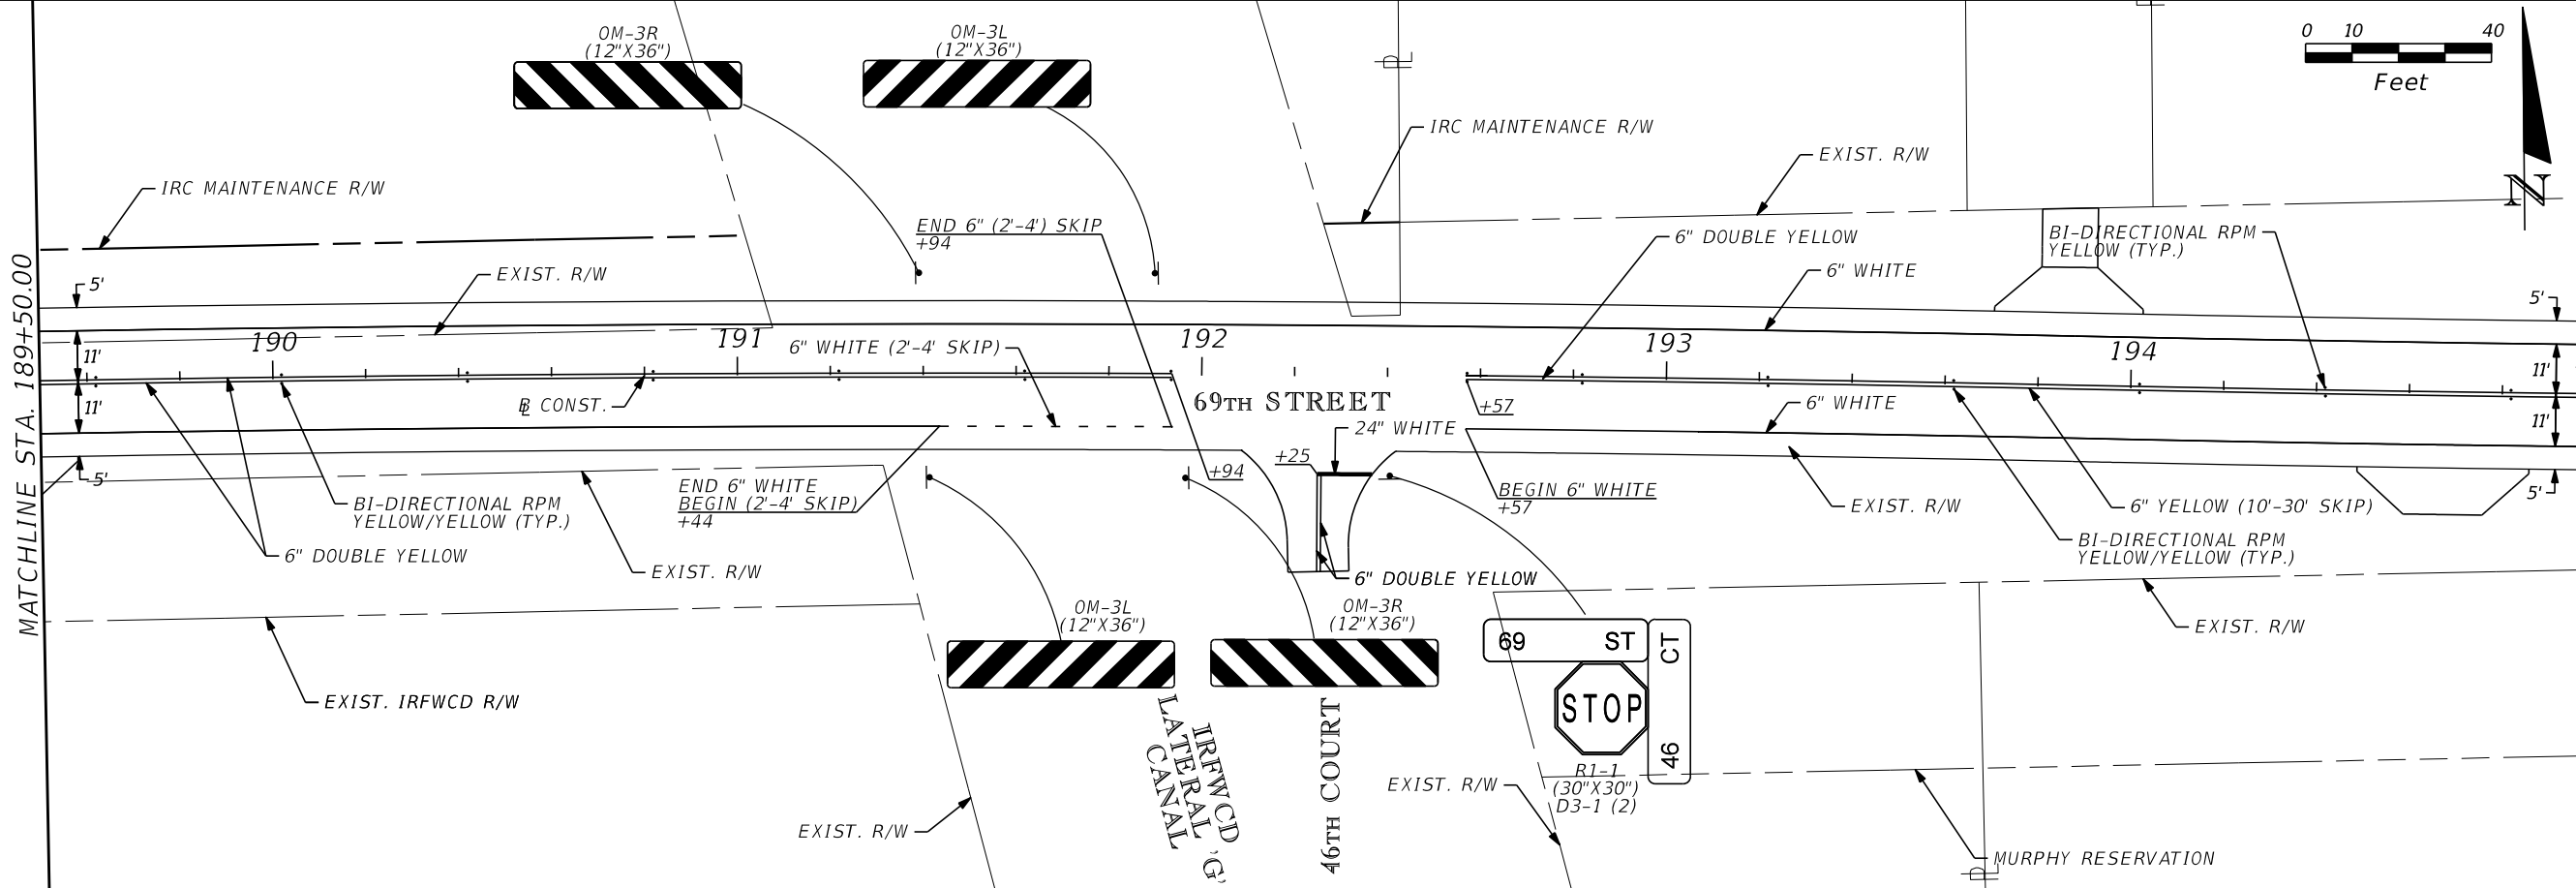 OM-3R
(12"X36")
OM-3L
(12"X36")
0 10 40
Feet
N
IRC MAINTENANCE R/W
EXIST. R/W
IRC MAINTENANCE R/W
END 6" (2'-4') SKIP
+94
6" DOUBLE YELLOW
BI-DIRECTIONAL RPM
YELLOW (TYP.)
EXIST. R/W
6" WHITE
5'
5'
MATCHLINE STA. 189+50.00
190
191
192
193
194
11'
6" WHITE (2'-4' SKIP)
11'
11'
B CONST.
69TH STREET
+57
6" WHITE
11'
24" WHITE
+25
+94
5'
END 6" WHITE
BEGIN (2'-4' SKIP)
+44
BEGIN 6" WHITE
+57
EXIST. R/W
6" YELLOW (10'-30' SKIP)
5'
BI-DIRECTIONAL RPM
YELLOW/YELLOW (TYP.)
BI-DIRECTIONAL RPM
YELLOW/YELLOW (TYP.)
6" DOUBLE YELLOW
EXIST. R/W
6" DOUBLE YELLOW
OM-3L
(12"X36")
OM-3R
(12"X36")
EXIST. R/W
69 ST
46 CT
STOP
R1-1
(30"X30")
D3-1 (2)
EXIST. IRFWCD R/W
IRFWCD
LATERAL 'G'
CANAL
46TH COURT
EXIST. R/W
EXIST. R/W
MURPHY RESERVATION